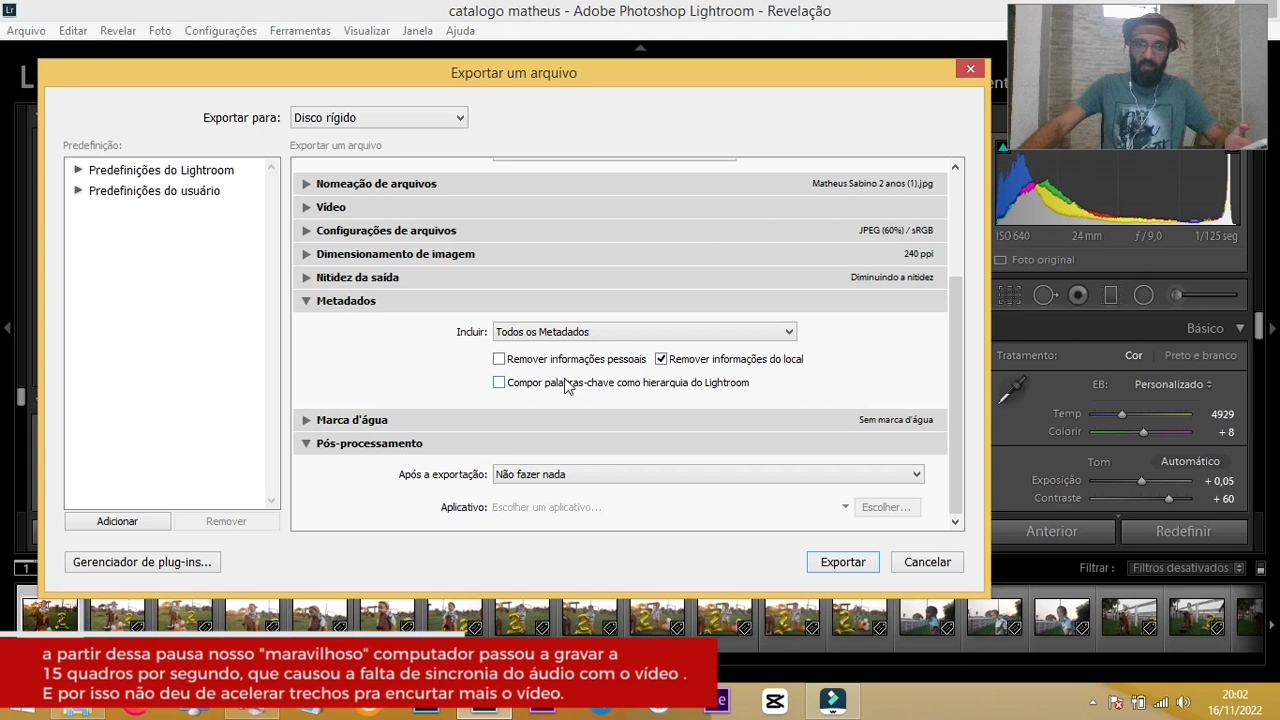 Lr
catalogo matheus - Adobe Photoshop Lightroom - Revelação
Arquivo Editar Revelar Foto Configurações Ferramentas Visualizar Janela Ajuda
Exportar um arquivo
Exportar para: Disco rígido
Predefinição:
Exportar um arquivo
Predefinições do Lightroom
Predefinições do usuário
Nomeação de arquivos Matheus Sabino 2 anos (1).jpg
Vídeo
Configurações de arquivos JPEG (60%) / sRGB
Dimensionamento de imagem 240 ppi
Nitidez da saída Diminuindo a nitidez
Metadados
Incluir: Todos os Metadados
Remover informações pessoais Remover informações do local
Compor palavras-chave como hierarquia do Lightroom
Marca d'água Sem marca d'água
Pós-processamento
Após a exportação: Não fazer nada
Aplicativo: Escolher um aplicativo... Escolher...
Adicionar Remover
Gerenciador de plug-ins... Exportar Cancelar
ISO 640 24 mm ƒ / 9,0 1/125 seg
Foto original
Básico
Tratamento: Cor Preto e branco
EB: Personalizado
Temp 4929
Colorir + 8
Tom Automático
Exposição + 0,05
Contraste + 60
Anterior Redefinir
1
Filtrar: Filtros desativados
a partir dessa pausa nosso "maravilhoso" computador passou a gravar a
15 quadros por segundo, que causou a falta de sincronia do áudio com o vídeo .
E por isso não deu de acelerar trechos pra encurtar mais o vídeo.
20:02
16/11/2022